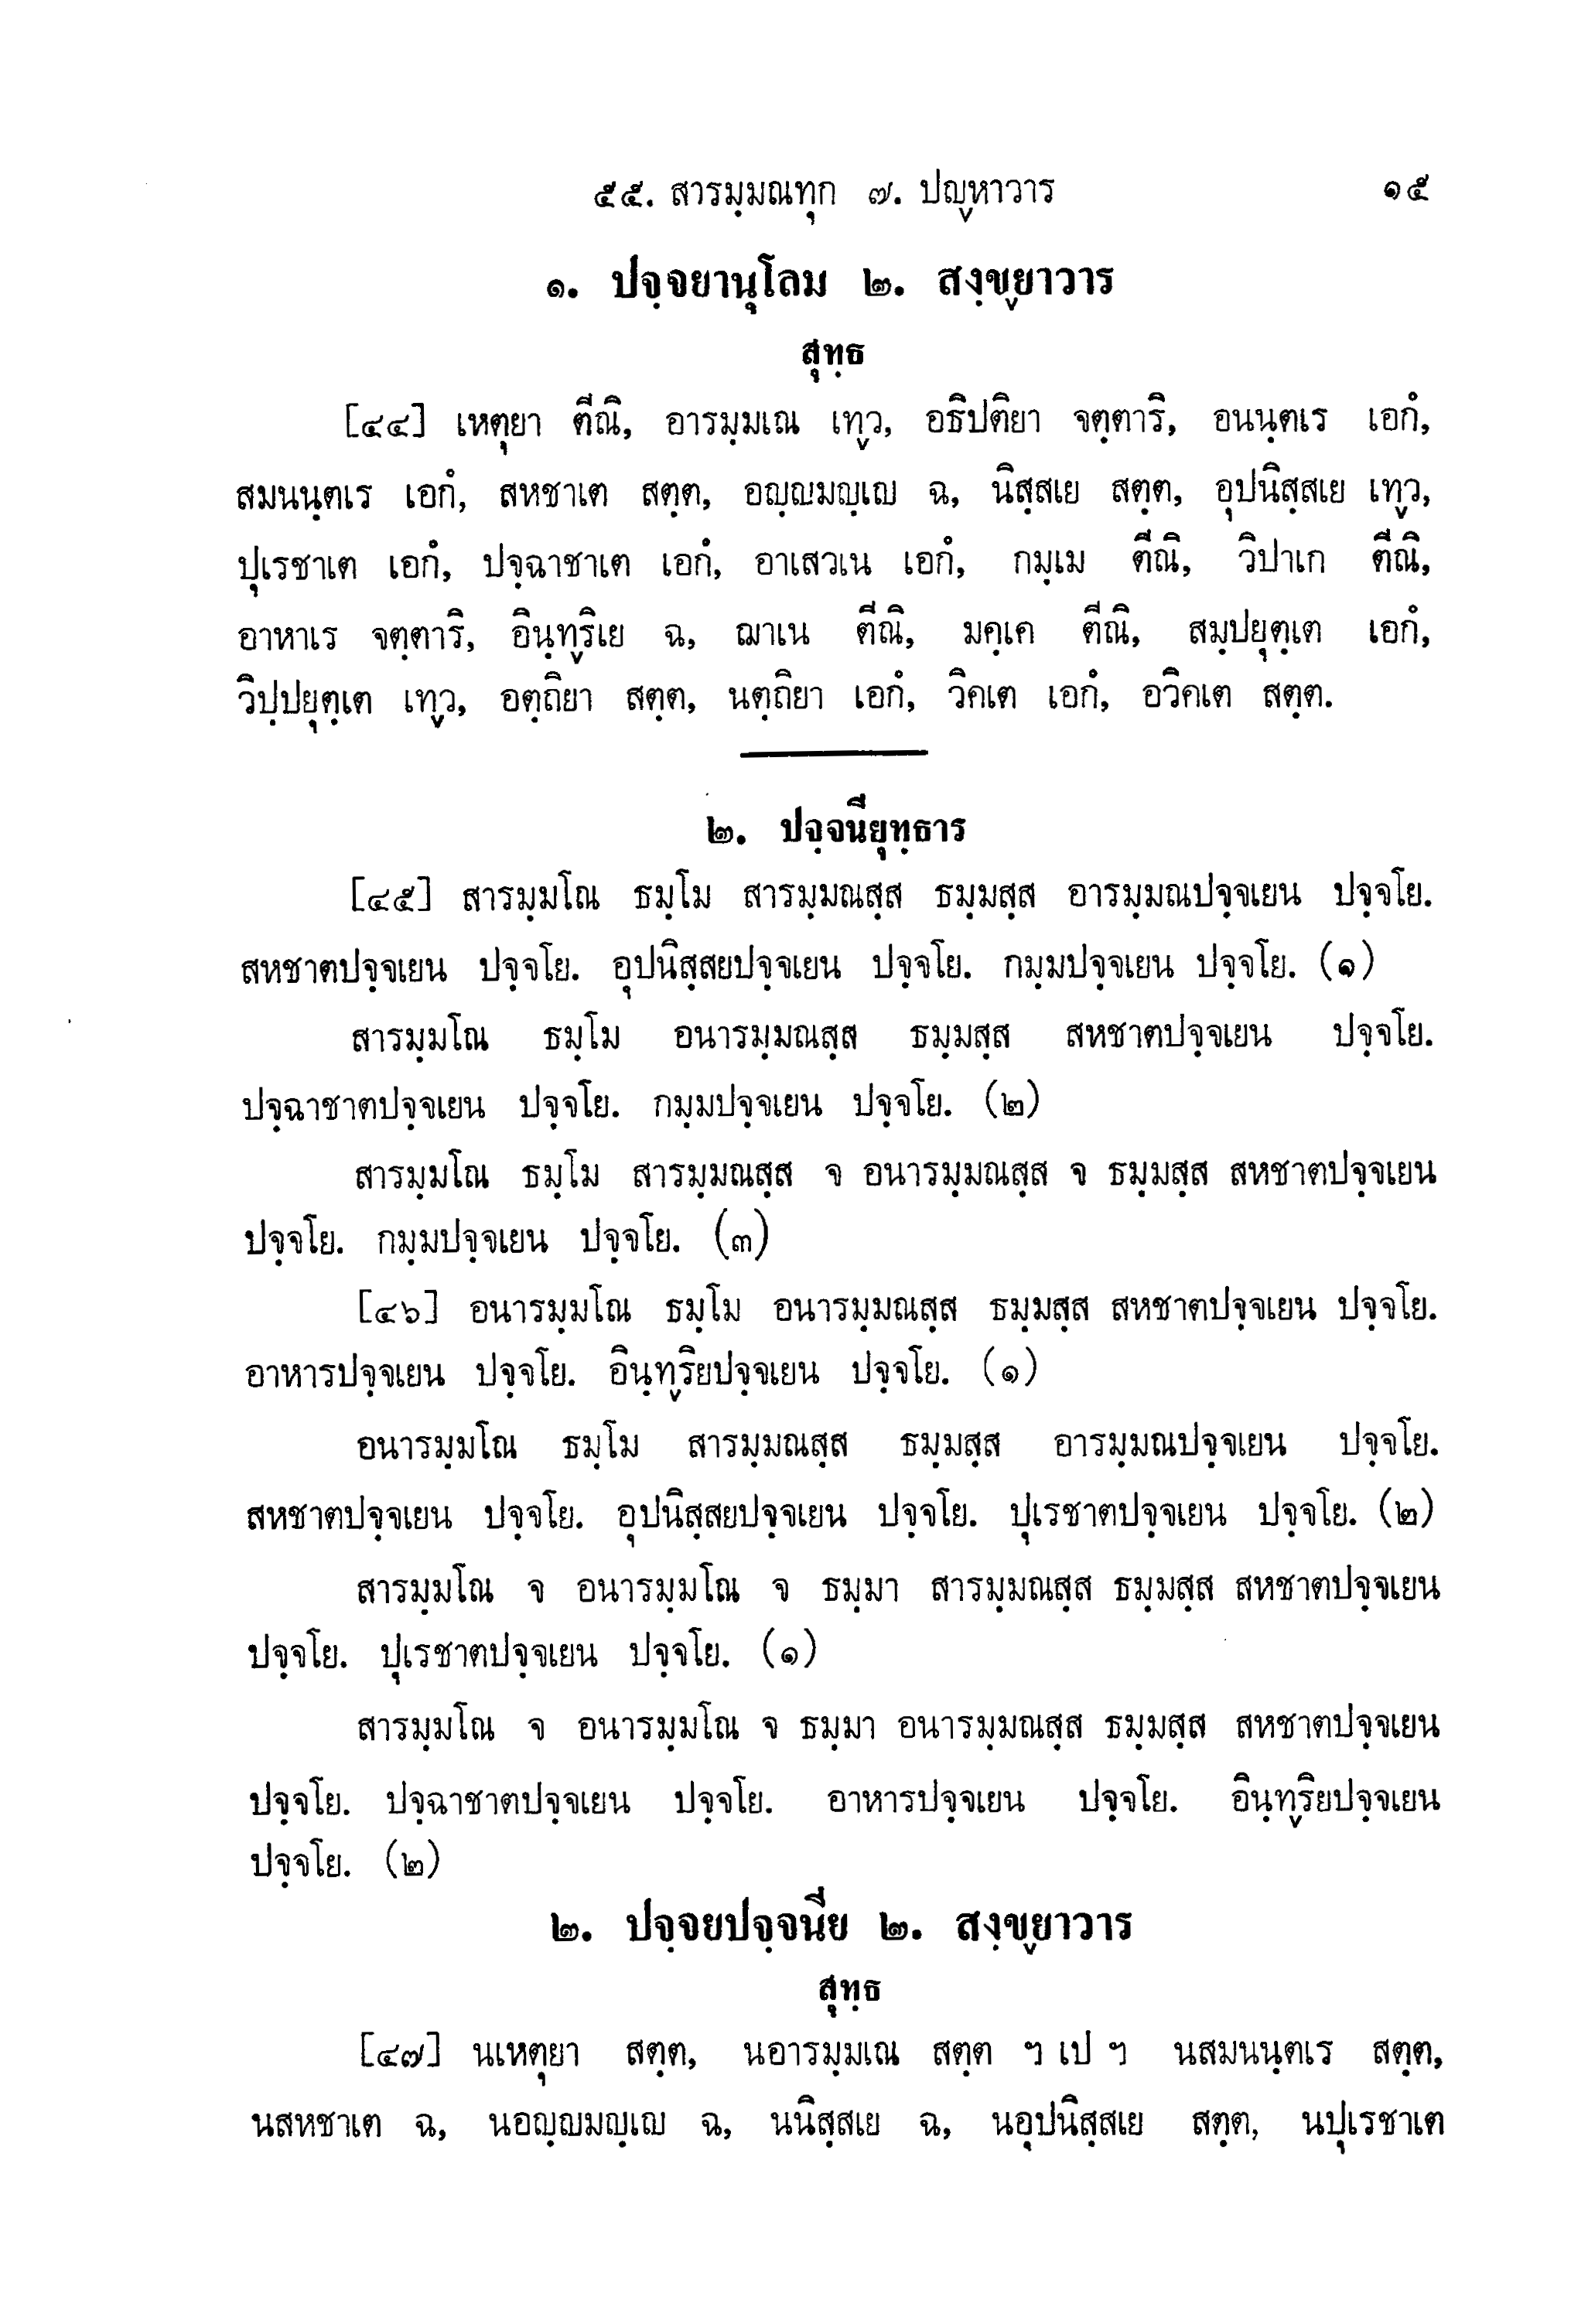 ๕๕. สารมฺมณทุก ๗. ปญฺหาวาร ๑๕
๑. ปจฺจยานุโลม ๒. สงฺขฺยาวาร
สุทฺธ
[๔๔] เหตุยา ตีณิ, อารมฺมเณ เทฺว, อธิปติยา จตฺตาริ, อนนฺตเร เอกํ,
สมนนฺตเร เอกํ, สหชาเต สตฺต, อญฺญมญฺเญ ฉ, นิสฺสเย สตฺต, อุปนิสฺสเย เทฺว,
ปุเรชาเต เอกํ, ปจฺฉาชาเต เอกํ, อาเสวเน เอกํ, กมฺเม ตีณิ, วิปาเก ตีณิ,
อาหาเร จตฺตาริ, อินฺทฺริเย ฉ, ฌาเน ตีณิ, มคฺเค ตีณิ, สมฺปยุตฺเต เอกํ,
วิปฺปยุตฺเต เทฺว, อตฺถิยา สตฺต, นตฺถิยา เอกํ, วิคเต เอกํ, อวิคเต สตฺต.
๒. ปจฺจนียุทฺธาร
[๔๕] สารมฺมโณ ธมฺโม สารมฺมณสฺส ธมฺมสฺส อารมฺมณปจฺจเยน ปจฺจโย.
สหชาตปจฺจเยน ปจฺจโย. อุปนิสฺสยปจฺจเยน ปจฺจโย. กมฺมปจฺจเยน ปจฺจโย. (๑)
สารมฺมโณ ธมฺโม อนารมฺมณสฺส ธมฺมสฺส สหชาตปจฺจเยน ปจฺจโย.
ปจฺฉาชาตปจฺจเยน ปจฺจโย. กมฺมปจฺจเยน ปจฺจโย. (๒)
สารมฺมโณ ธมฺโม สารมฺมณสฺส จ อนารมฺมณสฺส จ ธมฺมสฺส สหชาตปจฺจเยน
ปจฺจโย. กมฺมปจฺจเยน ปจฺจโย. (๓)
[๔๖] อนารมฺมโณ ธมฺโม อนารมฺมณสฺส ธมฺมสฺส สหชาตปจฺจเยน ปจฺจโย.
อาหารปจฺจเยน ปจฺจโย. อินฺทฺริยปจฺจเยน ปจฺจโย. (๑)
อนารมฺมโณ ธมฺโม สารมฺมณสฺส ธมฺมสฺส อารมฺมณปจฺจเยน ปจฺจโย.
สหชาตปจฺจเยน ปจฺจโย. อุปนิสฺสยปจฺจเยน ปจฺจโย. ปุเรชาตปจฺจเยน ปจฺจโย. (๒)
สารมฺมโณ จ อนารมฺมโณ จ ธมฺมา สารมฺมณสฺส ธมฺมสฺส สหชาตปจฺจเยน
ปจฺจโย. ปุเรชาตปจฺจเยน ปจฺจโย. (๑)
สารมฺมโณ จ อนารมฺมโณ จ ธมฺมา อนารมฺมณสฺส ธมฺมสฺส สหชาตปจฺจเยน
ปจฺจโย. ปจฺฉาชาตปจฺจเยน ปจฺจโย. อาหารปจฺจเยน ปจฺจโย. อินฺทฺริยปจฺจเยน
ปจฺจโย. (๒)
๒. ปจฺจยปจฺจนีย ๒. สงฺขฺยาวาร
สุทฺธ
[๔๗] นเหตุยา สตฺต, นอารมฺมเณ สตฺต ฯ เป ฯ นสมนนฺตเร สตฺต,
นสหชาเต ฉ, นอญฺญมญฺเญ ฉ, นนิสฺสเย ฉ, นอุปนิสฺสเย สตฺต, นปุเรชาเต